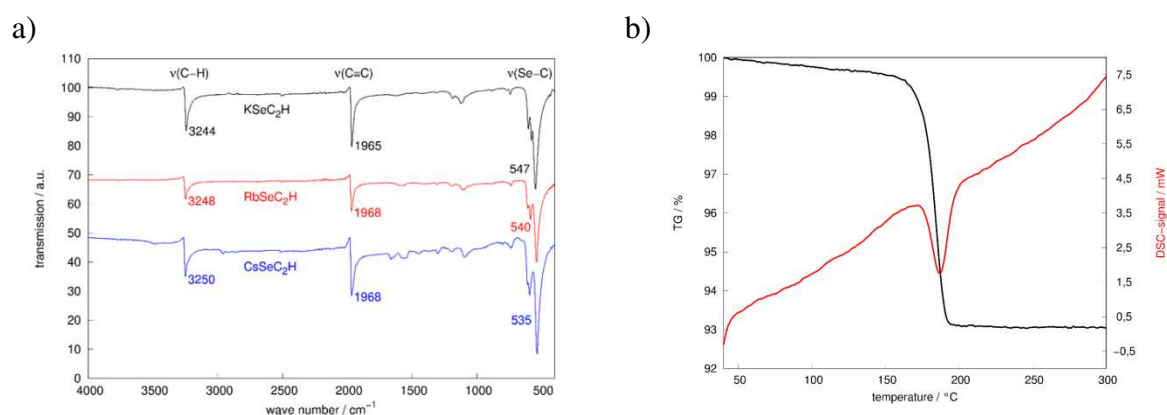 a)
110
100
90
80
70
60
50
40
30
20
10
0
transmission / a.u.
ν(C−H)
ν(C≡C)
ν(Se−C)
KSeC₂H
3244
1965
547
RbSeC₂H
3248
1968
540
CsSeC₂H
3250
1968
535
4000 3500 3000 2500 2000 1500 1000 500
wave number / cm⁻¹
b)
100
99
98
97
96
95
94
93
92
TG / %
7,5
6,5
5,5
4,5
3,5
2,5
1,5
0,5
−0,5
DSC−signal / mW
50 100 150 200 250 300
temperature / °C